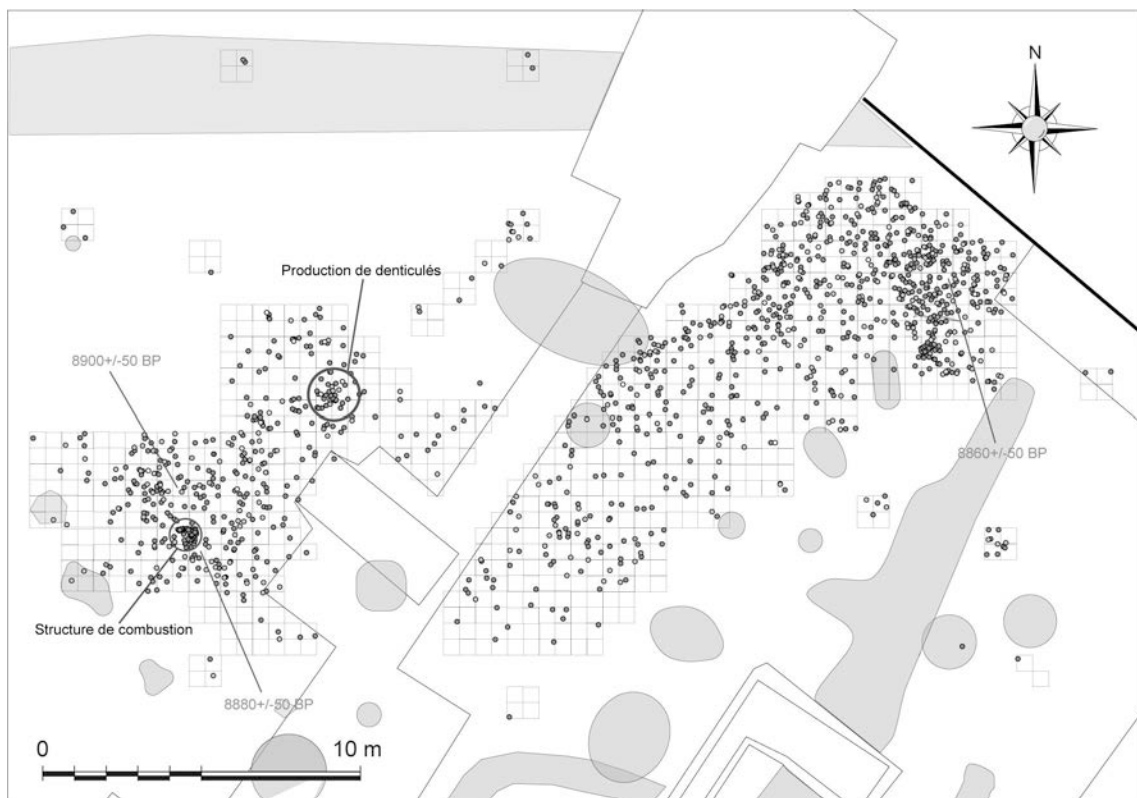 N
Production de denticulés
8900+/-50 BP
8860+/-50 BP
Structure de combustion
8880+/-50 BP
0 10 m